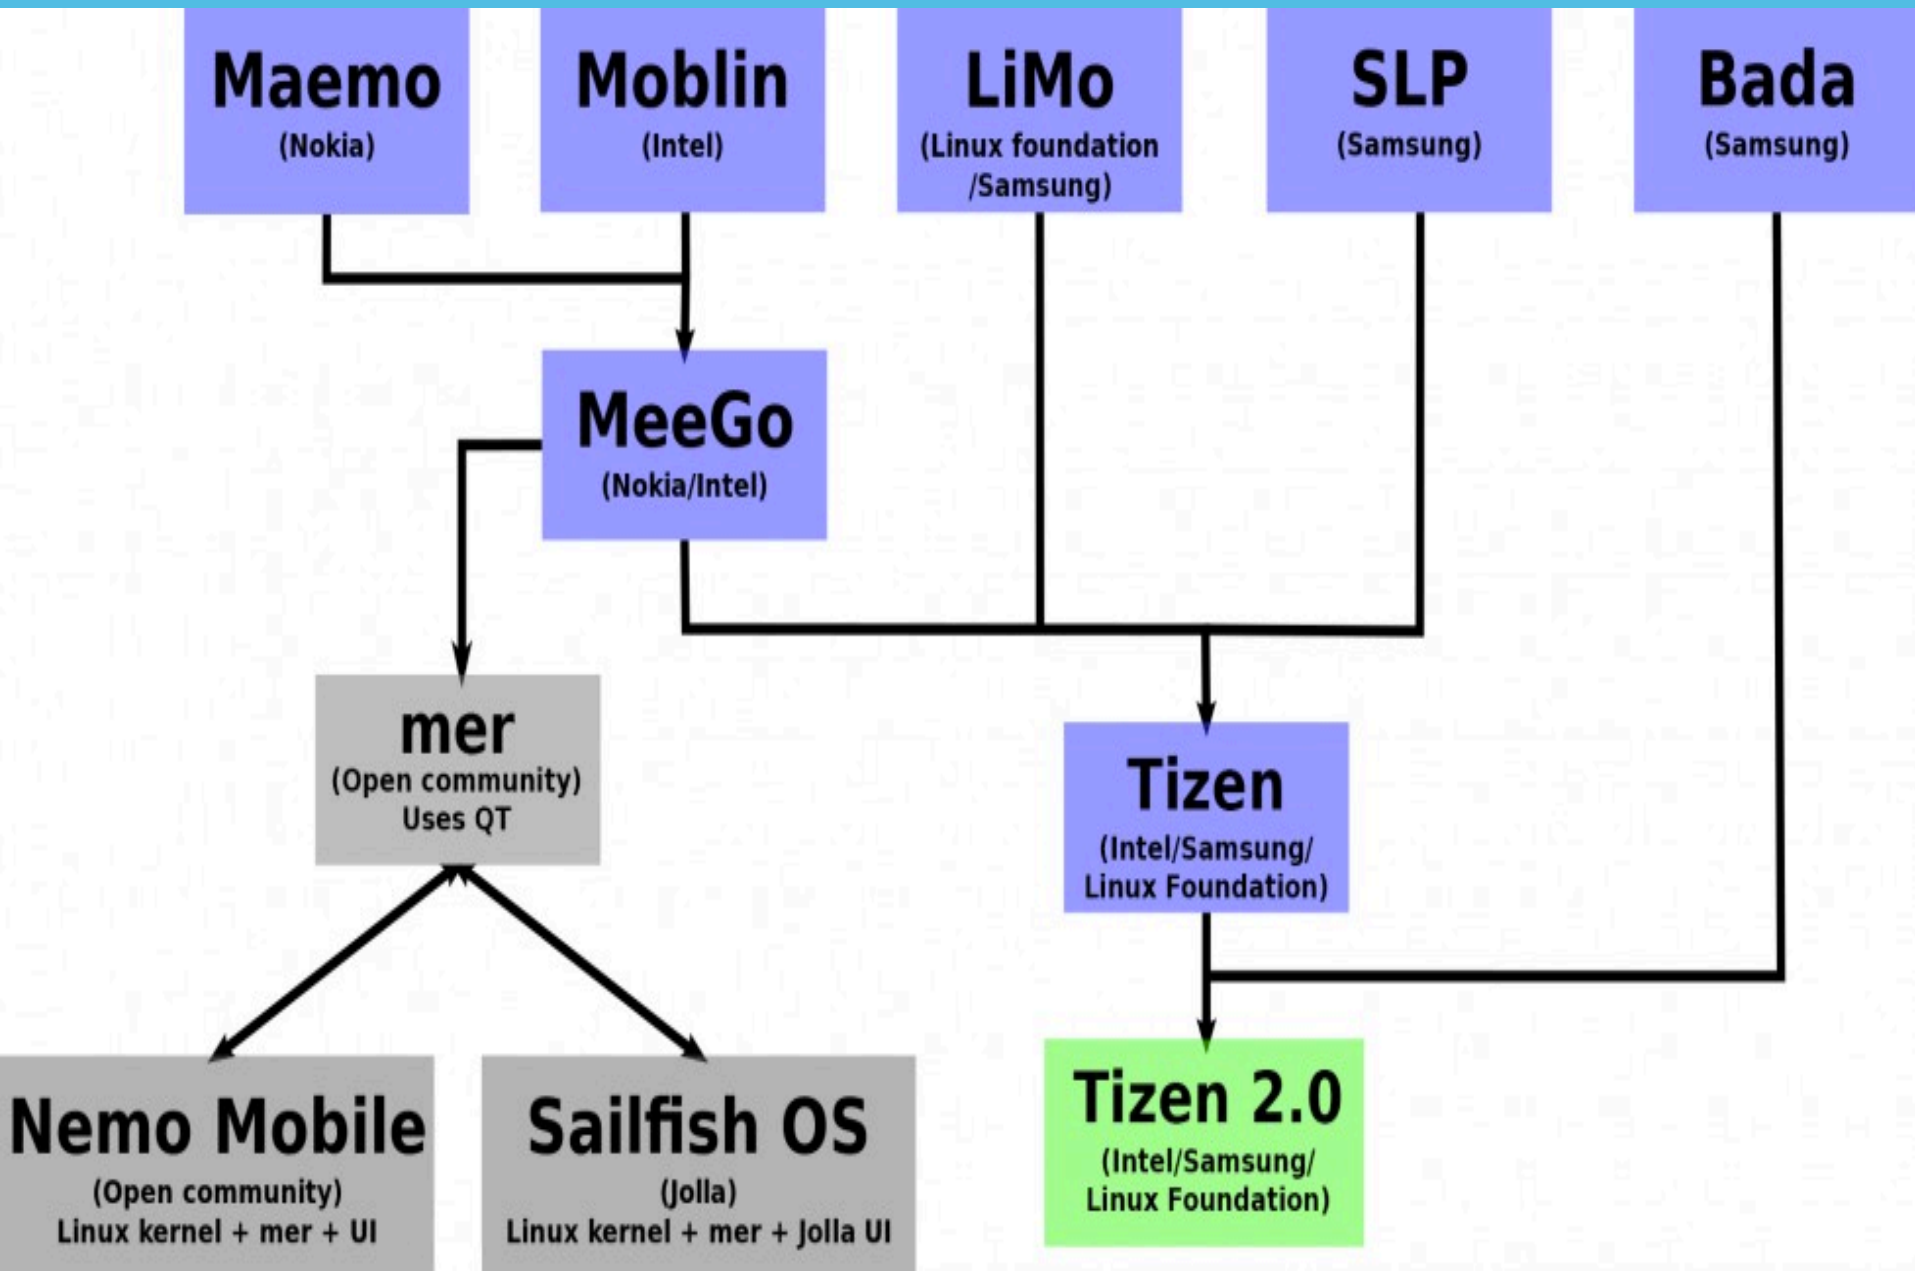 Maemo
(Nokia)
Moblin
(Intel)
LiMo
(Linux foundation
/Samsung)
SLP
(Samsung)
Bada
(Samsung)
MeeGo
(Nokia/Intel)
mer
(Open community)
Uses QT
Tizen
(Intel/Samsung/
Linux Foundation)
Nemo Mobile
(Open community)
Linux kernel + mer + UI
Sailfish OS
(Jolla)
Linux kernel + mer + Jolla UI
Tizen 2.0
(Intel/Samsung/
Linux Foundation)